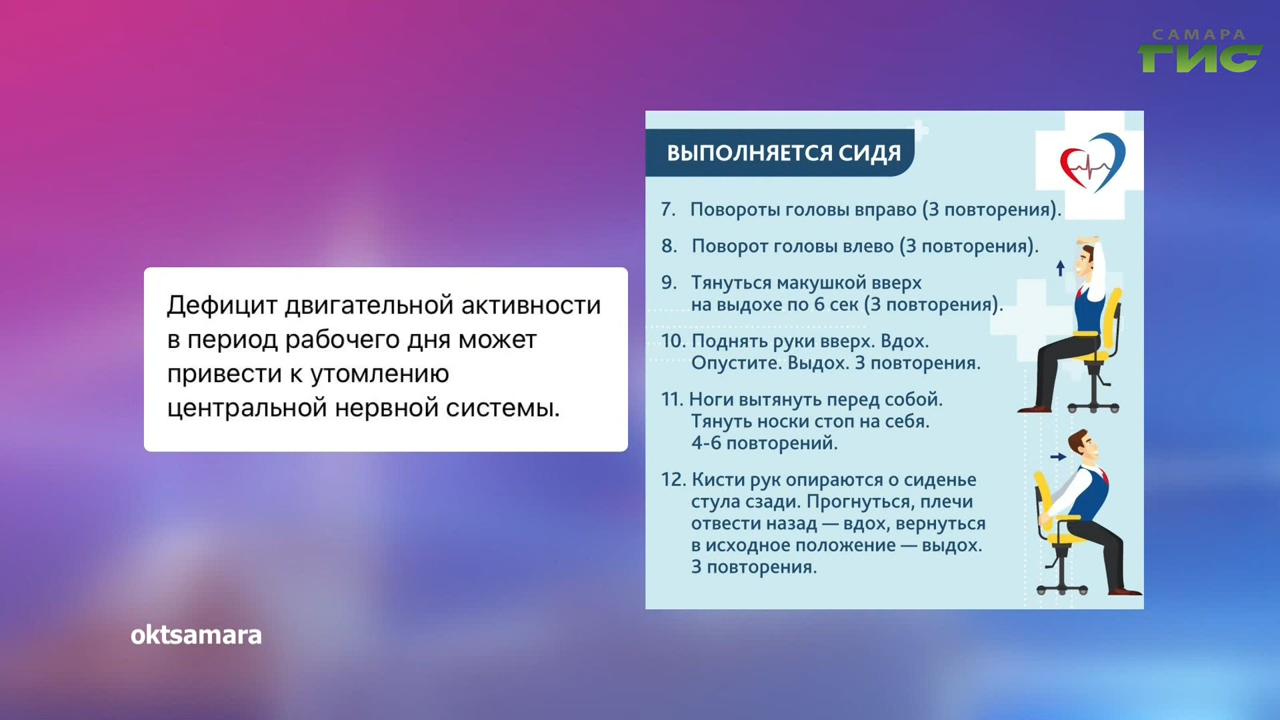 САМАРА
ГИС
Дефицит двигательной активности
в период рабочего дня может
привести к утомлению
центральной нервной системы.
oktsamara
ВЫПОЛНЯЕТСЯ СИДЯ
7. Повороты головы вправо (3 повторения).
8. Поворот головы влево (3 повторения).
9. Тянуться макушкой вверх
на выдохе по 6 сек (3 повторения).
10. Поднять руки вверх. Вдох.
Опустите. Выдох. 3 повторения.
11. Ноги вытянуть перед собой.
Тянуть носки стоп на себя.
4-6 повторений.
12. Кисти рук опираются о сиденье
стула сзади. Прогнуться, плечи
отвести назад — вдох, вернуться
в исходное положение — выдох.
3 повторения.